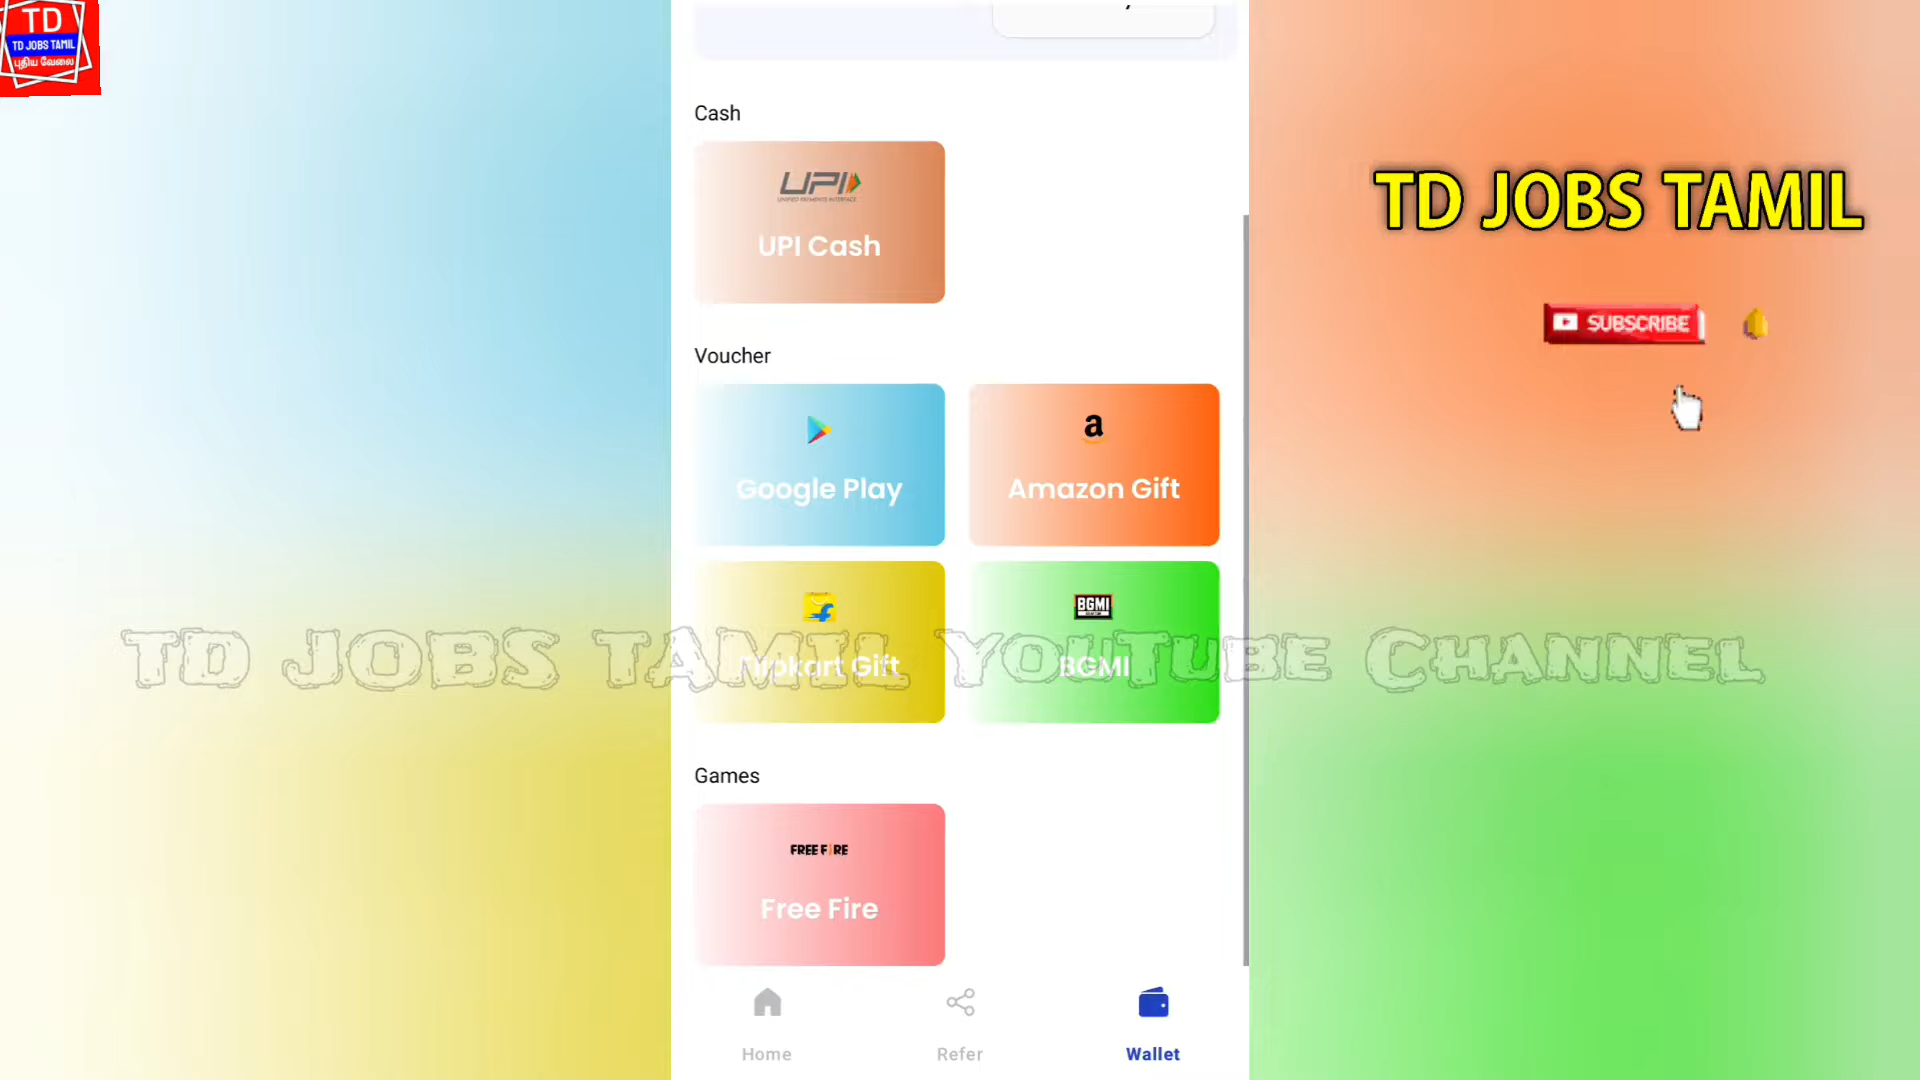 TD
TD JOBS TAMIL
புதிய வேலை
Cash
UPI
UNIFIED PAYMENTS INTERFACE
UPI Cash
TD JOBS TAMIL
SUBSCRIBE
Voucher
Google Play
a
Amazon Gift
BGMI
Flipkart Gift
BGMI
TD JOBS TAMIL YOUTUBE CHANNEL
Games
FREE FIRE
Free Fire
Home
Refer
Wallet